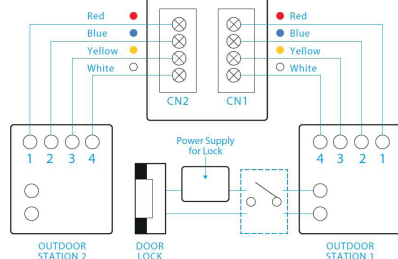 Red Red
Blue Blue
Yellow Yellow
White White
CN2 CN1
1 2 3 4 4 3 2 1
Power Supply
for Lock
OUTDOOR
STATION 2
DOOR
LOCK
OUTDOOR
STATION 1